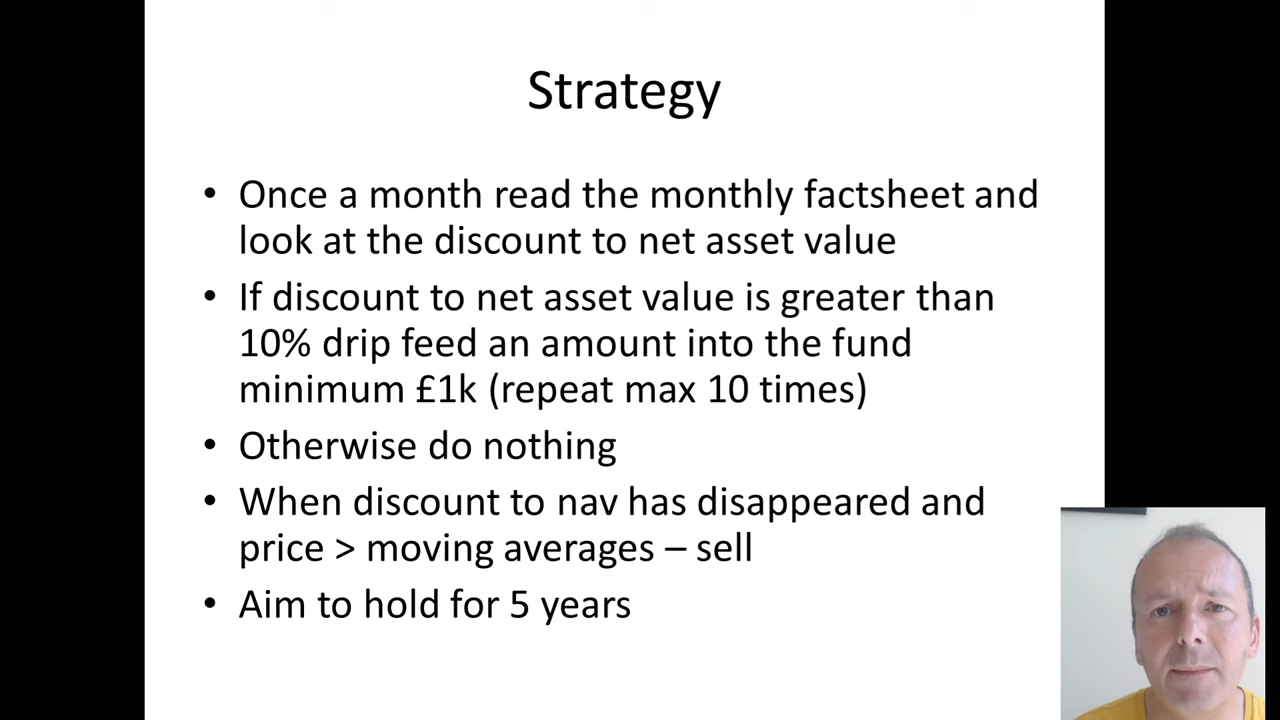 Strategy
• Once a month read the monthly factsheet and
look at the discount to net asset value
• If discount to net asset value is greater than
10% drip feed an amount into the fund
minimum £1k (repeat max 10 times)
• Otherwise do nothing
• When discount to nav has disappeared and
price > moving averages – sell
• Aim to hold for 5 years